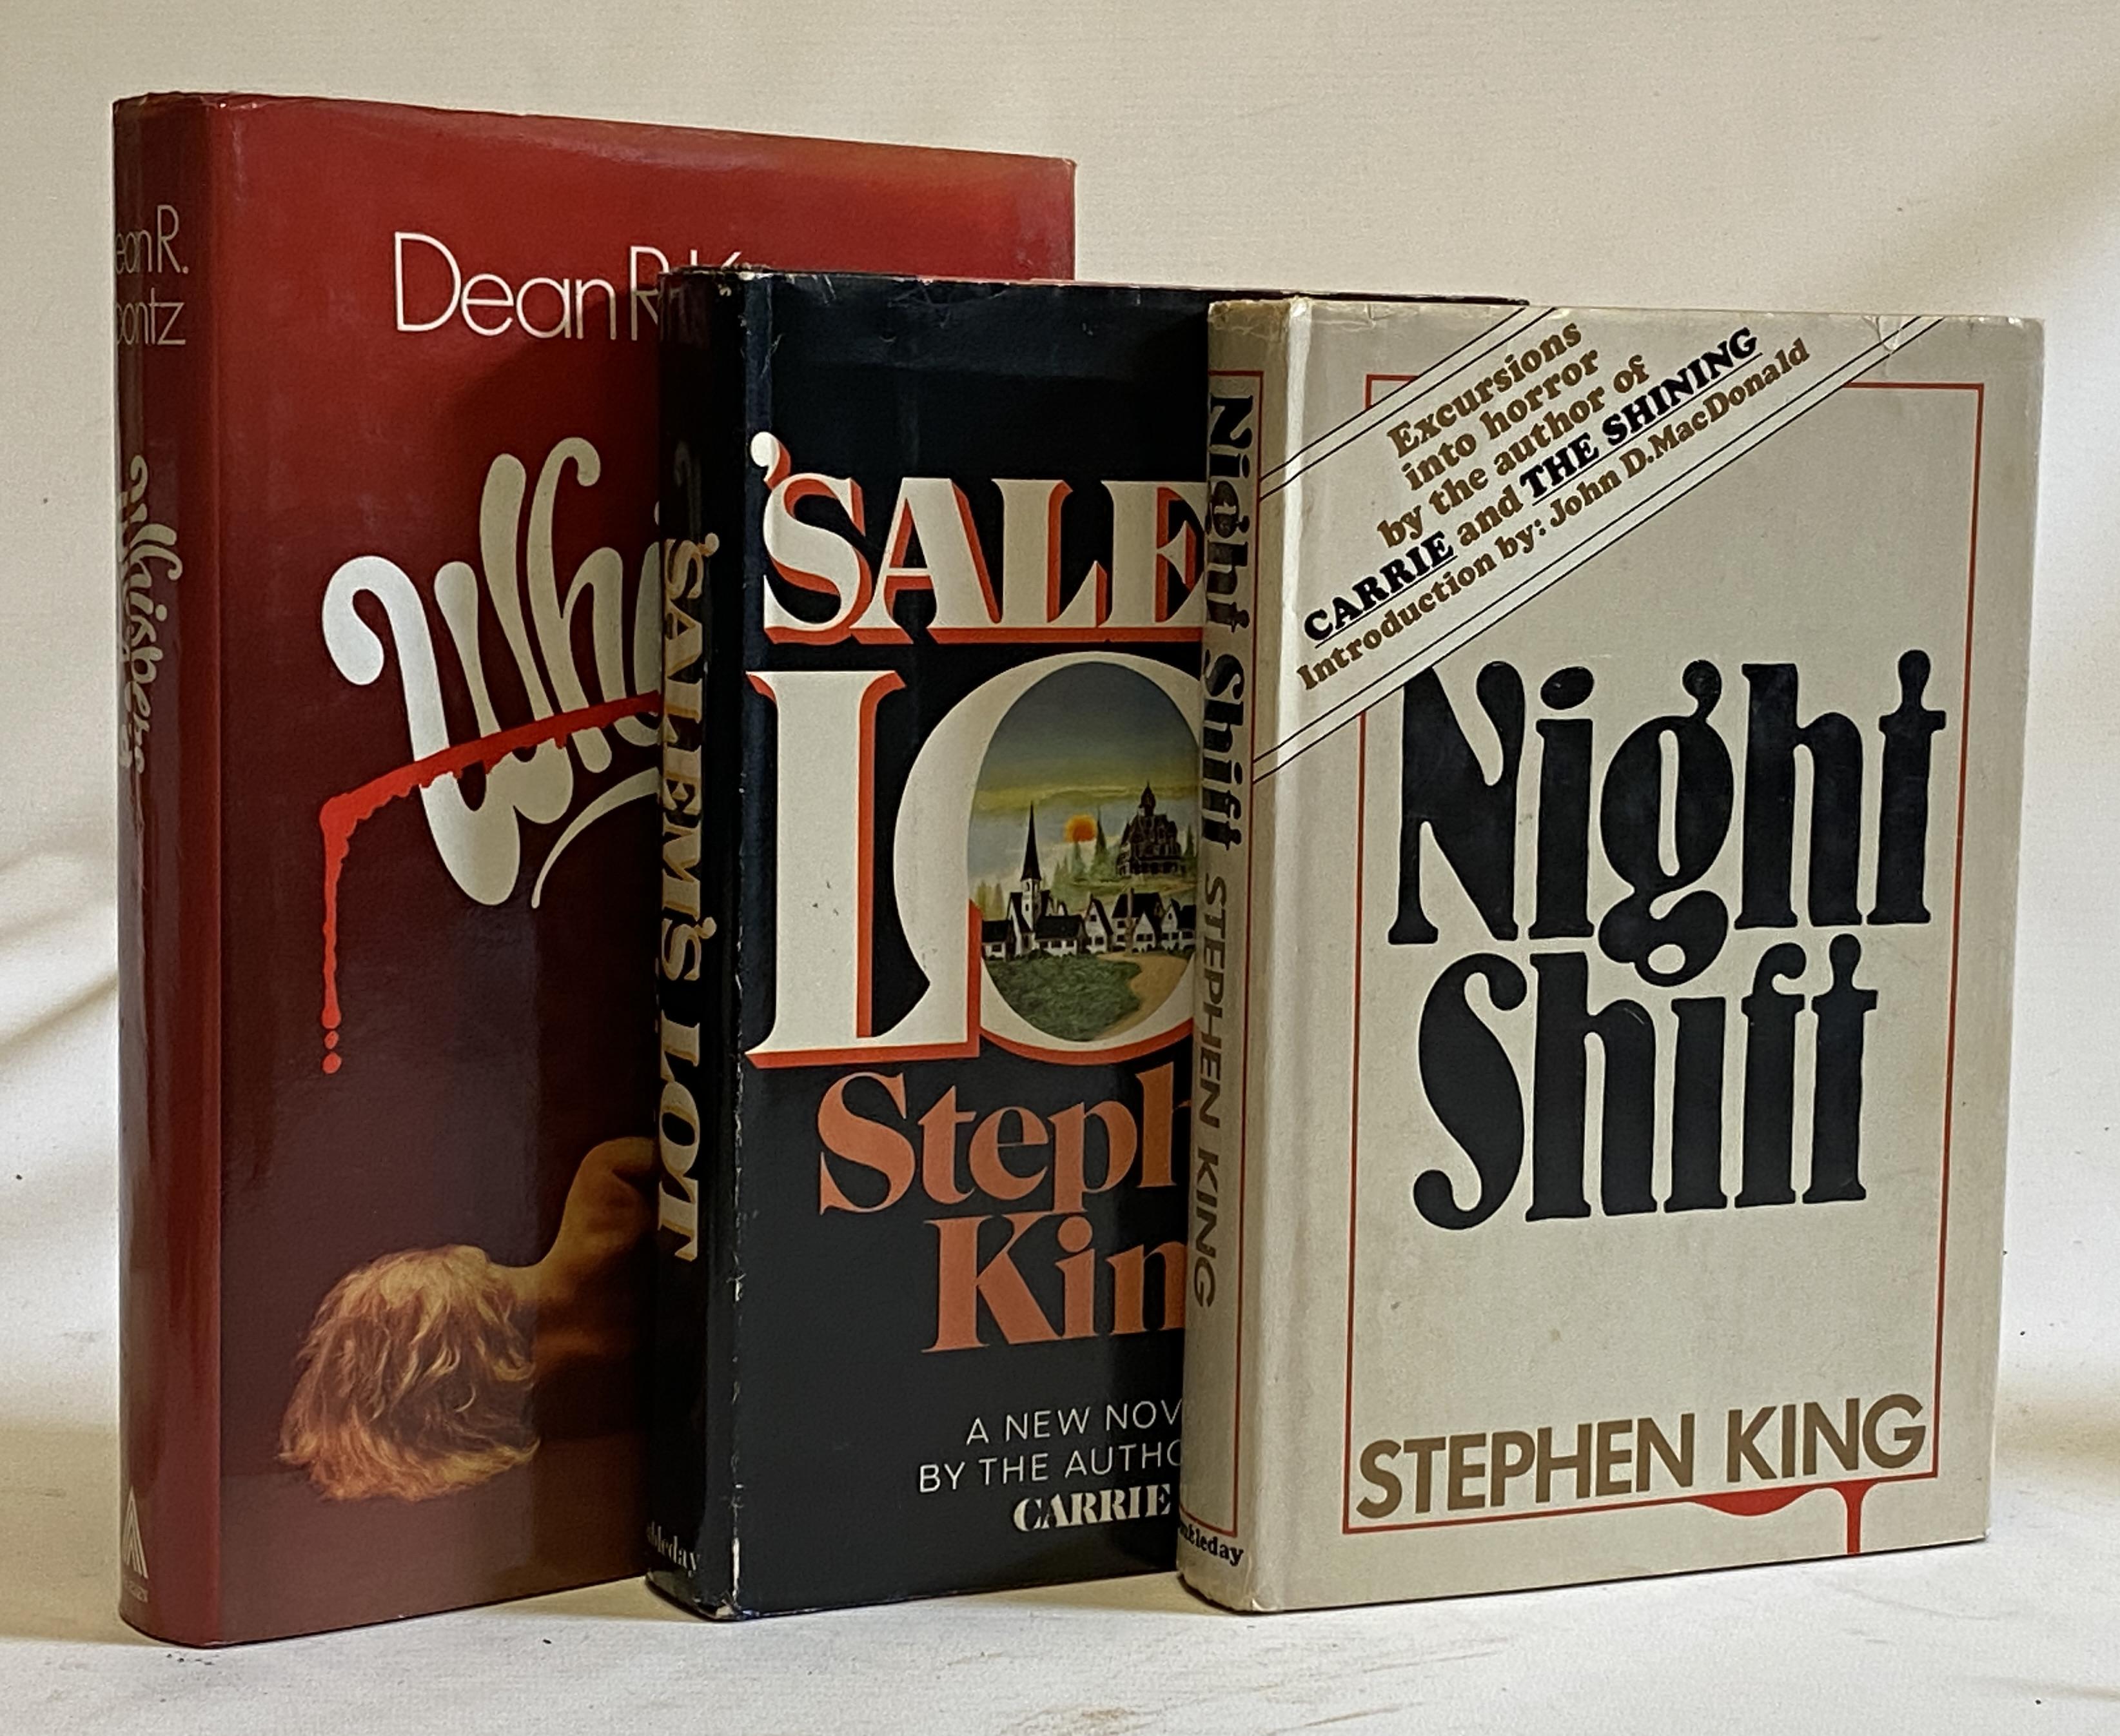 ean R.
oontz
Whispers
Dean R. K
Whi
'SALEM'S LOT
ubleday
'SALE
LO
Steph
Kin
A NEW NOV
BY THE AUTHO
CARRIE
Night Shift STEPHEN KING
ubleday
Excursions
into horror
by the author of
CARRIE and THE SHINING
Introduction by: John D. MacDonald
Night
Shift
STEPHEN KING